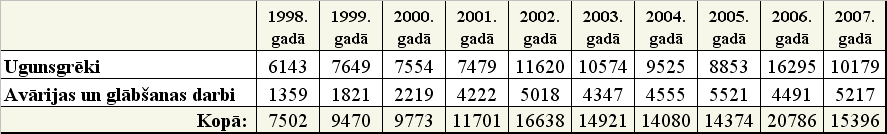 1998. gadā 1999. gadā 2000. gadā 2001. gadā 2002. gadā 2003. gadā 2004. gadā 2005. gadā 2006. gadā 2007. gadā
Ugunsgrēki 6143 7649 7554 7479 11620 10574 9525 8853 16295 10179
Avārijas un glābšanas darbi 1359 1821 2219 4222 5018 4347 4555 5521 4491 5217
Kopā: 7502 9470 9773 11701 16638 14921 14080 14374 20786 15396